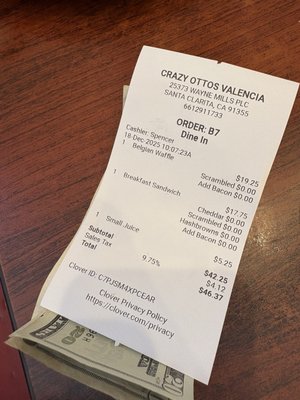 CRAZY OTTOS VALENCIA
25373 WAYNE MILLS PLC
SANTA CLARITA, CA 91355
6612911733
ORDER: B7
Dine In
Cashier: Spencer
18-Dec-2025 10:07:23A
1 Belgian Waffle $19.25
Scrambled $0.00
Add Bacon $0.00
1 Breakfast Sandwich $17.75
Cheddar $0.00
Scrambled $0.00
Hashbrowns $0.00
Add Bacon $0.00
1 Small Juice $5.25
Subtotal $42.25
Sales Tax 9.75% $4.12
Total $46.37
Clover ID: C7PJSM4XPCEAR
Clover Privacy Policy
https://clover.com/privacy